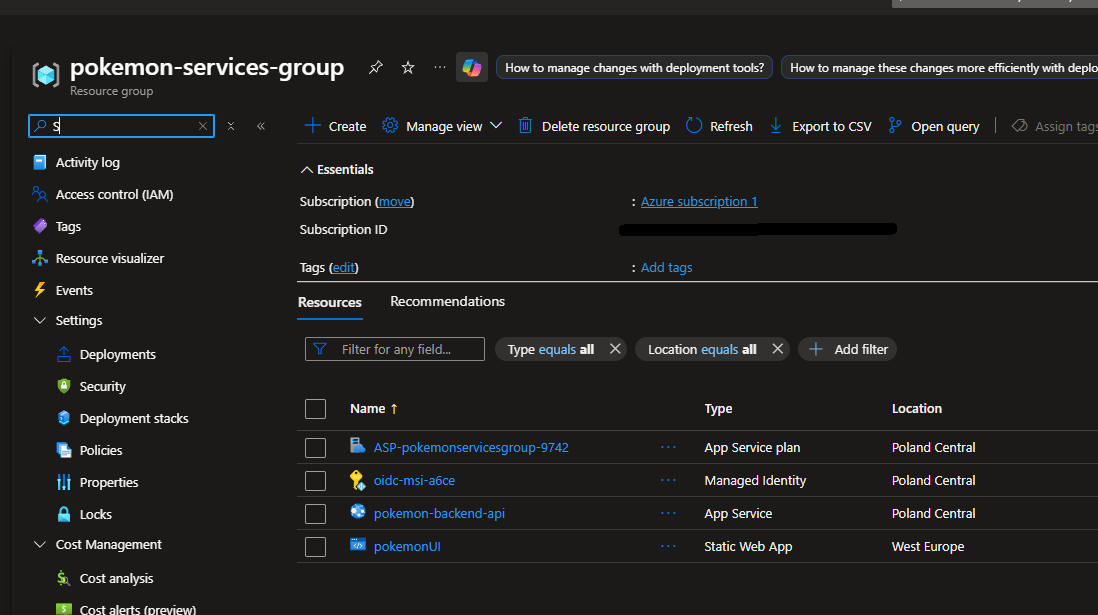 pokemon-services-group
Resource group
How to manage changes with deployment tools?
How to manage these changes more efficiently with deplo
S
Create
Manage view
Delete resource group
Refresh
Export to CSV
Open query
Assign tags
Activity log
Access control (IAM)
Tags
Resource visualizer
Events
Settings
Deployments
Security
Deployment stacks
Policies
Properties
Locks
Cost Management
Cost analysis
Cost alerts (preview)
Essentials
Subscription (move) : Azure subscription 1
Subscription ID
Tags (edit) : Add tags
Resources Recommendations
Filter for any field... Type equals all Location equals all Add filter
Name ↑ Type Location
ASP-pokemonservicesgroup-9742 ... App Service plan Poland Central
oidc-msi-a6ce ... Managed Identity Poland Central
pokemon-backend-api ... App Service Poland Central
pokemonUI ... Static Web App West Europe